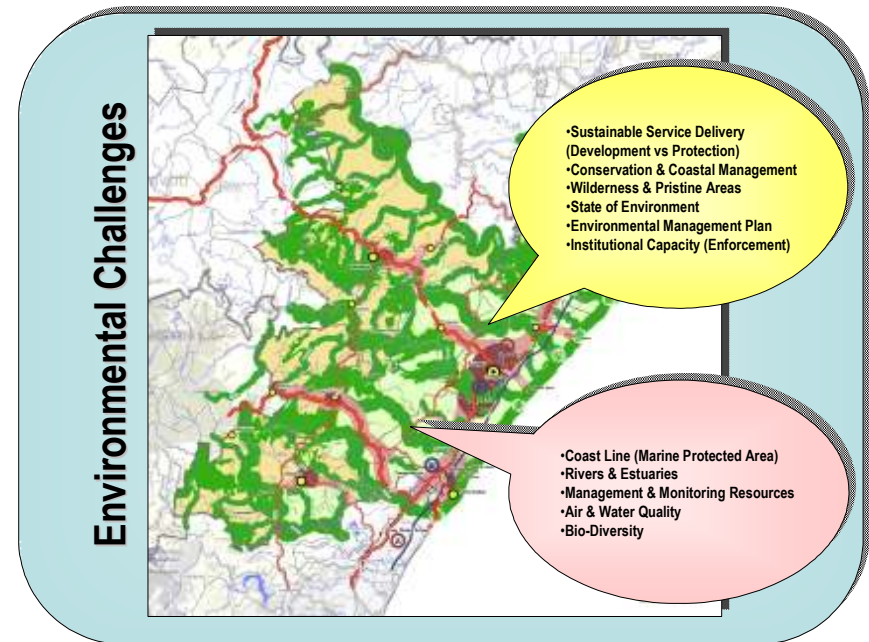 Environmental Challenges
•Sustainable Service Delivery
(Development vs Protection)
•Conservation & Coastal Management
•Wilderness & Pristine Areas
•State of Environment
•Environmental Management Plan
•Institutional Capacity (Enforcement)
•Coast Line (Marine Protected Area)
•Rivers & Estuaries
•Management & Monitoring Resources
•Air & Water Quality
•Bio-Diversity